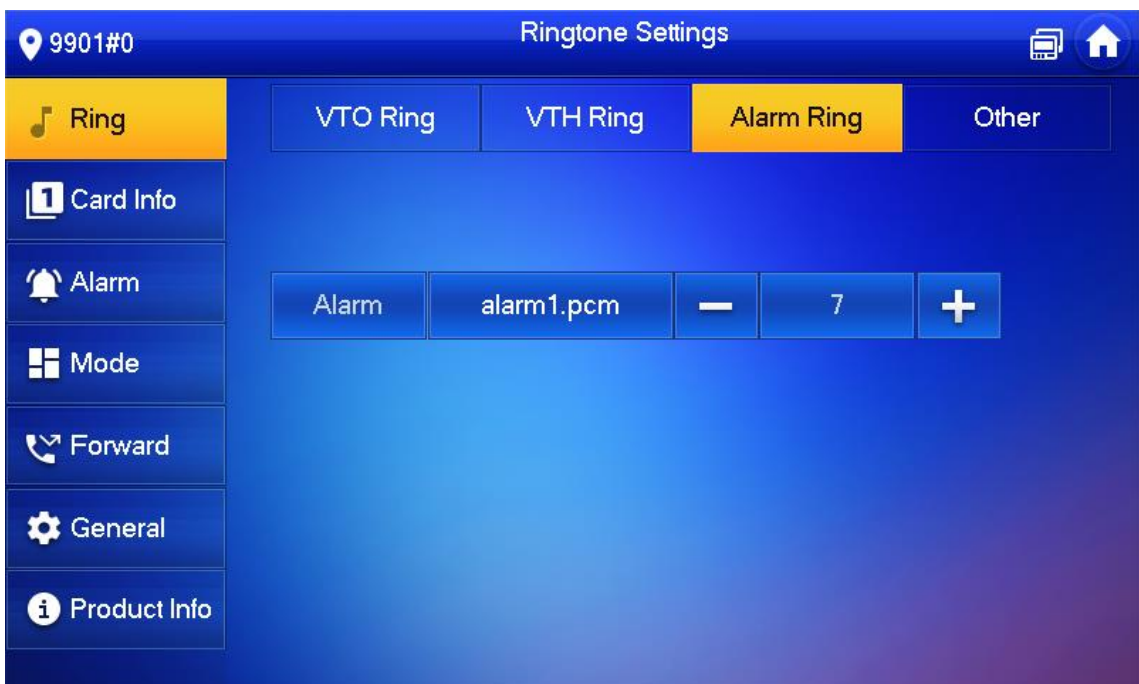 9901#0
Ringtone Settings
Ring
VTO Ring
VTH Ring
Alarm Ring
Other
1 Card Info
Alarm
Alarm
alarm1.pcm
7
Mode
Forward
General
Product Info